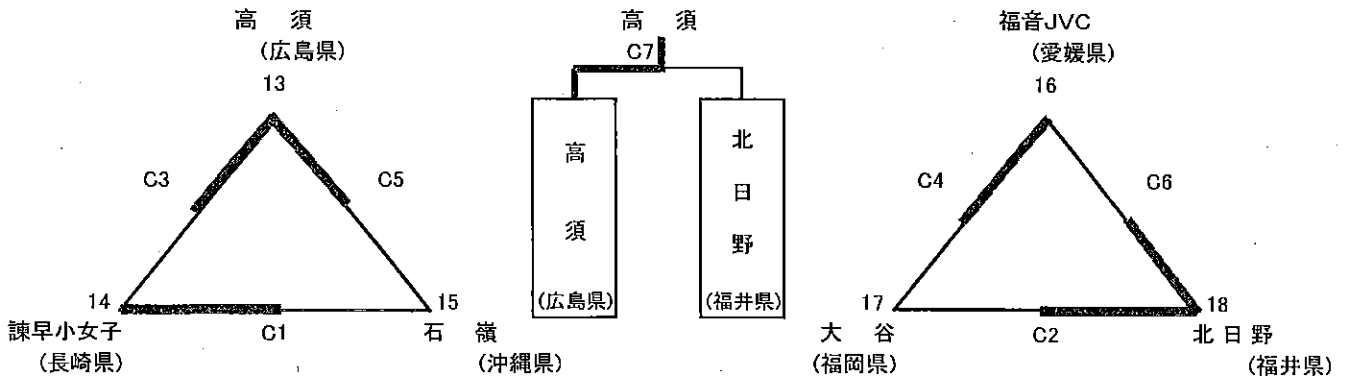 高 須
(広島県)
13
C3
C5
14
15
C1
諫早小女子
(長崎県)
石 嶺
(沖縄県)
高 須
C7
高須
(広島県)
北日野
(福井県)
福音JVC
(愛媛県)
16
C4
C6
17
18
C2
大 谷
(福岡県)
北日野
(福井県)